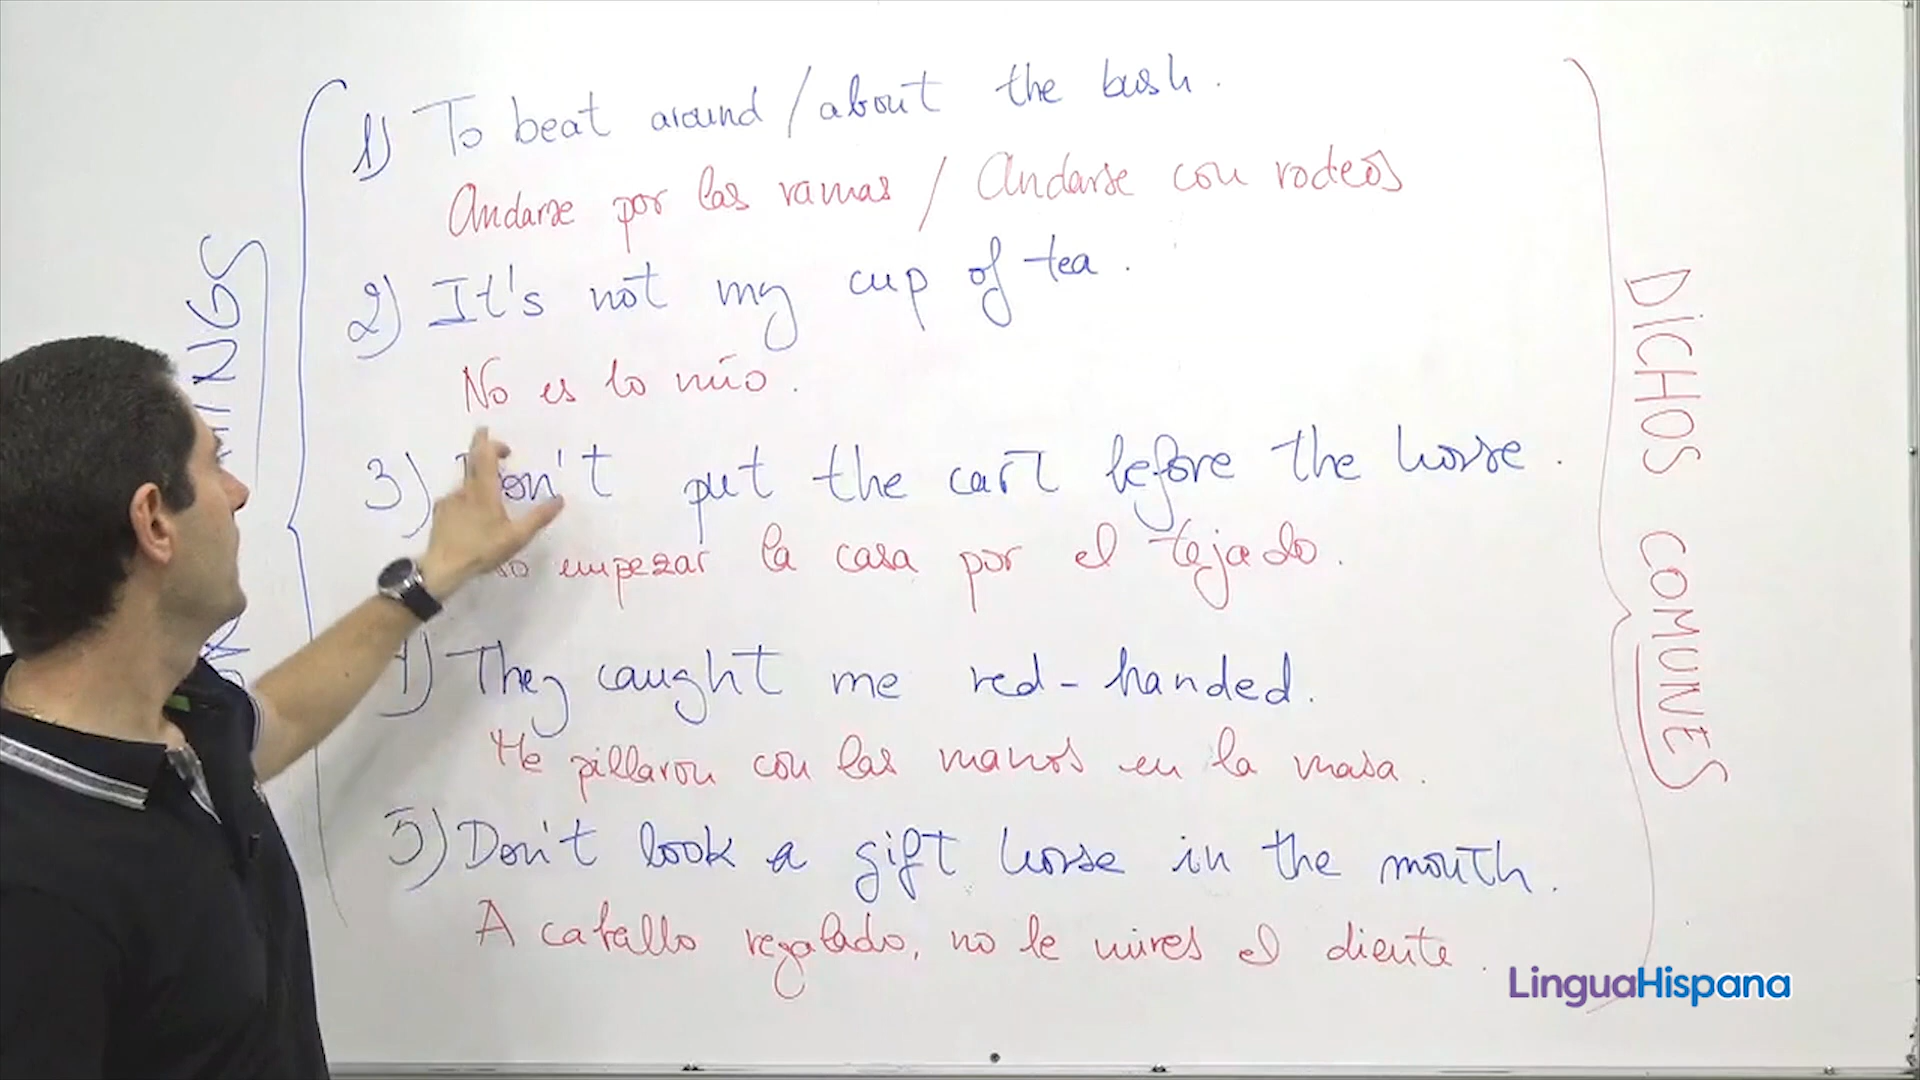 1) To beat around / about the bush.
Andarse por las ramas / Andarse con rodeos
2) It's not my cup of tea.
No es lo mío.
3) Don't put the cart before the horse.
No empezar la casa por el tejado.
4) They caught me red-handed.
Me pillaron con las manos en la masa.
5) Don't look a gift horse in the mouth.
A caballo regalado, no le mires el diente.
DICHOS COMUNES
LinguaHispana